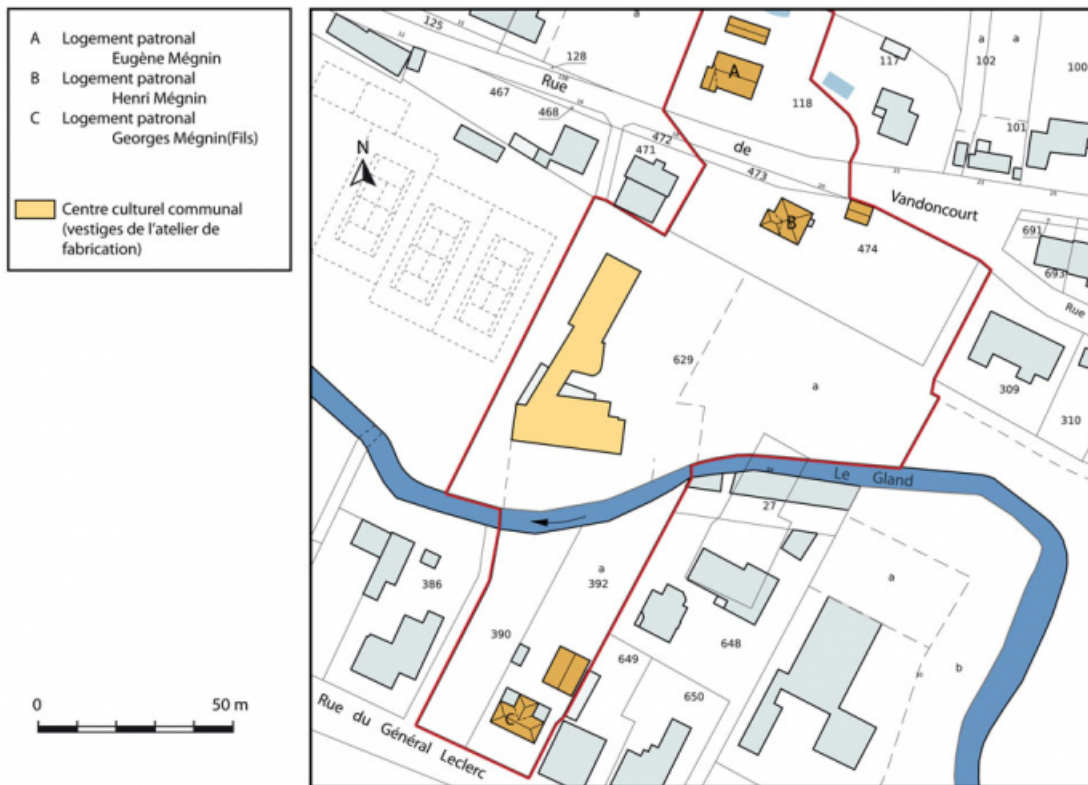 A Logement patronal
Eugène Mégnin
B Logement patronal
Henri Mégnin
C Logement patronal
Georges Mégnin(Fils)
Centre culturel communal
(vestiges de l'atelier de
fabrication)
0 50 m
N
125
a
128
467
468
Rue
472
471
de
473
A
118
117
a
102
a
101
100
Vandoncourt
B
474
691
693
Rue
629
a
309
310
Le Gland
27
386
a
392
390
648
649
650
a
b
C
Rue du Général Leclerc